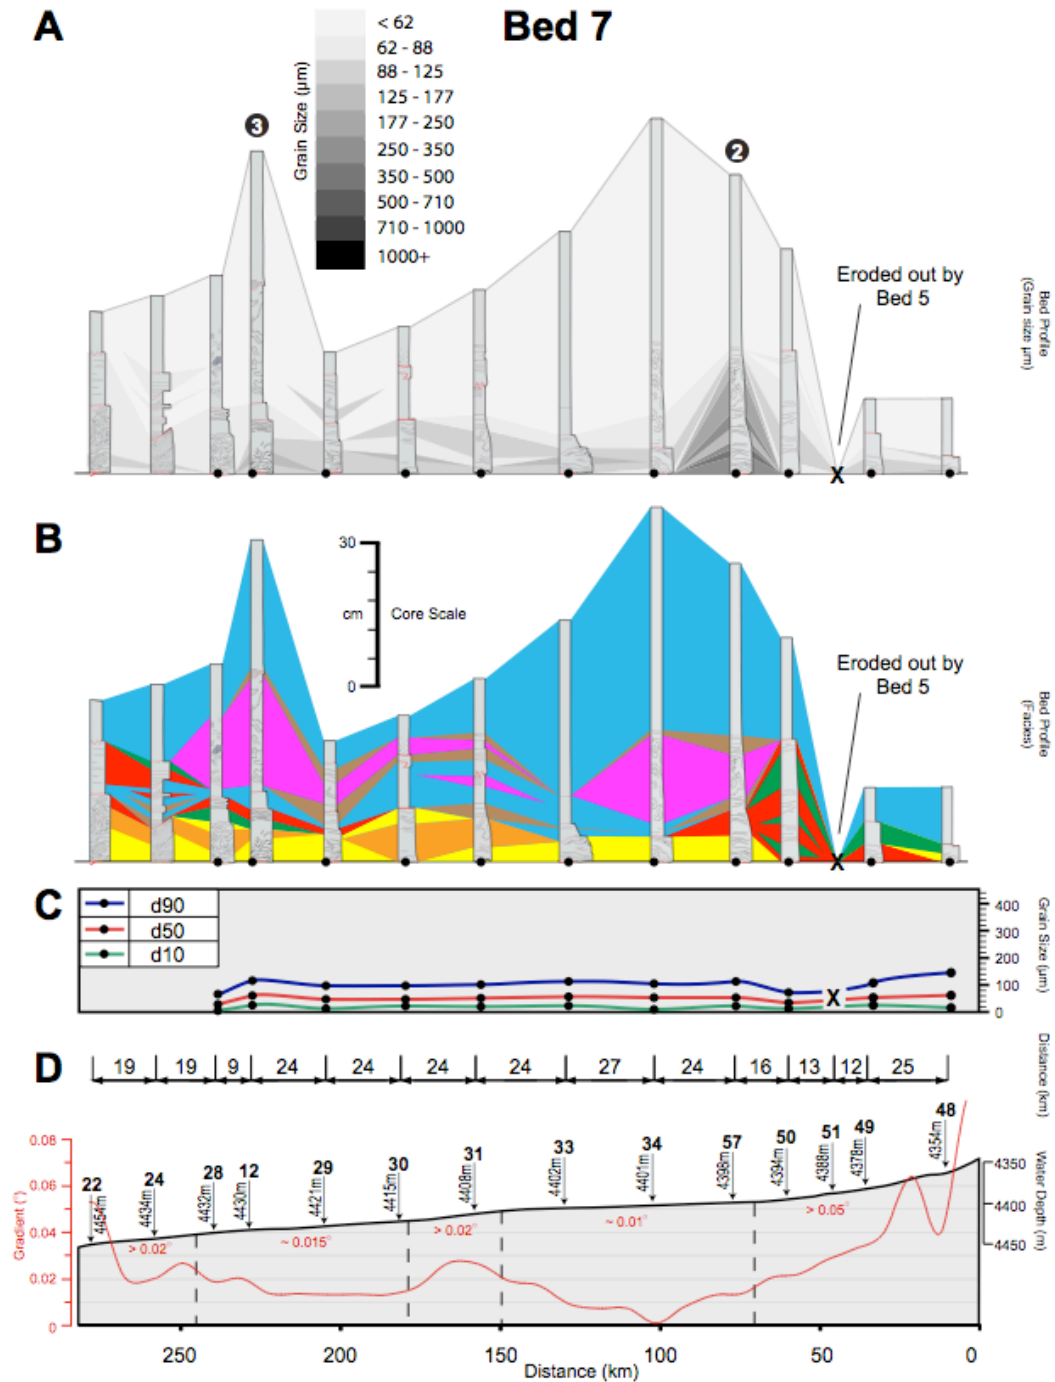 A
Bed 7
Grain Size (µm)
< 62
62 - 88
88 - 125
125 - 177
177 - 250
250 - 350
350 - 500
500 - 710
710 - 1000
1000+
3
2
Eroded out by
Bed 5
X
Bed Profile
(Grain size µm)
B
30
cm
0
Core Scale
Eroded out by
Bed 5
X
Bed Profile
(Facies)
C
d90
d50
d10
X
400
300
200
100
0
Grain Size (µm)
D
19 19 9 24 24 24 24 27 24 16 13 12 25
Distance (km)
22 24 28 12 29 30 31 33 34 57 50 51 49 48
4454m 4434m 4432m 4430m 4421m 4415m 4408m 4402m 4401m 4398m 4394m 4388m 4378m 4354m
> 0.02° ~ 0.015° > 0.02° ~ 0.01° > 0.05°
0.08
0.06
0.04
0.02
0
Gradient (°)
4350
4400
4450
Water Depth (m)
250 200 150 100 50 0
Distance (km)